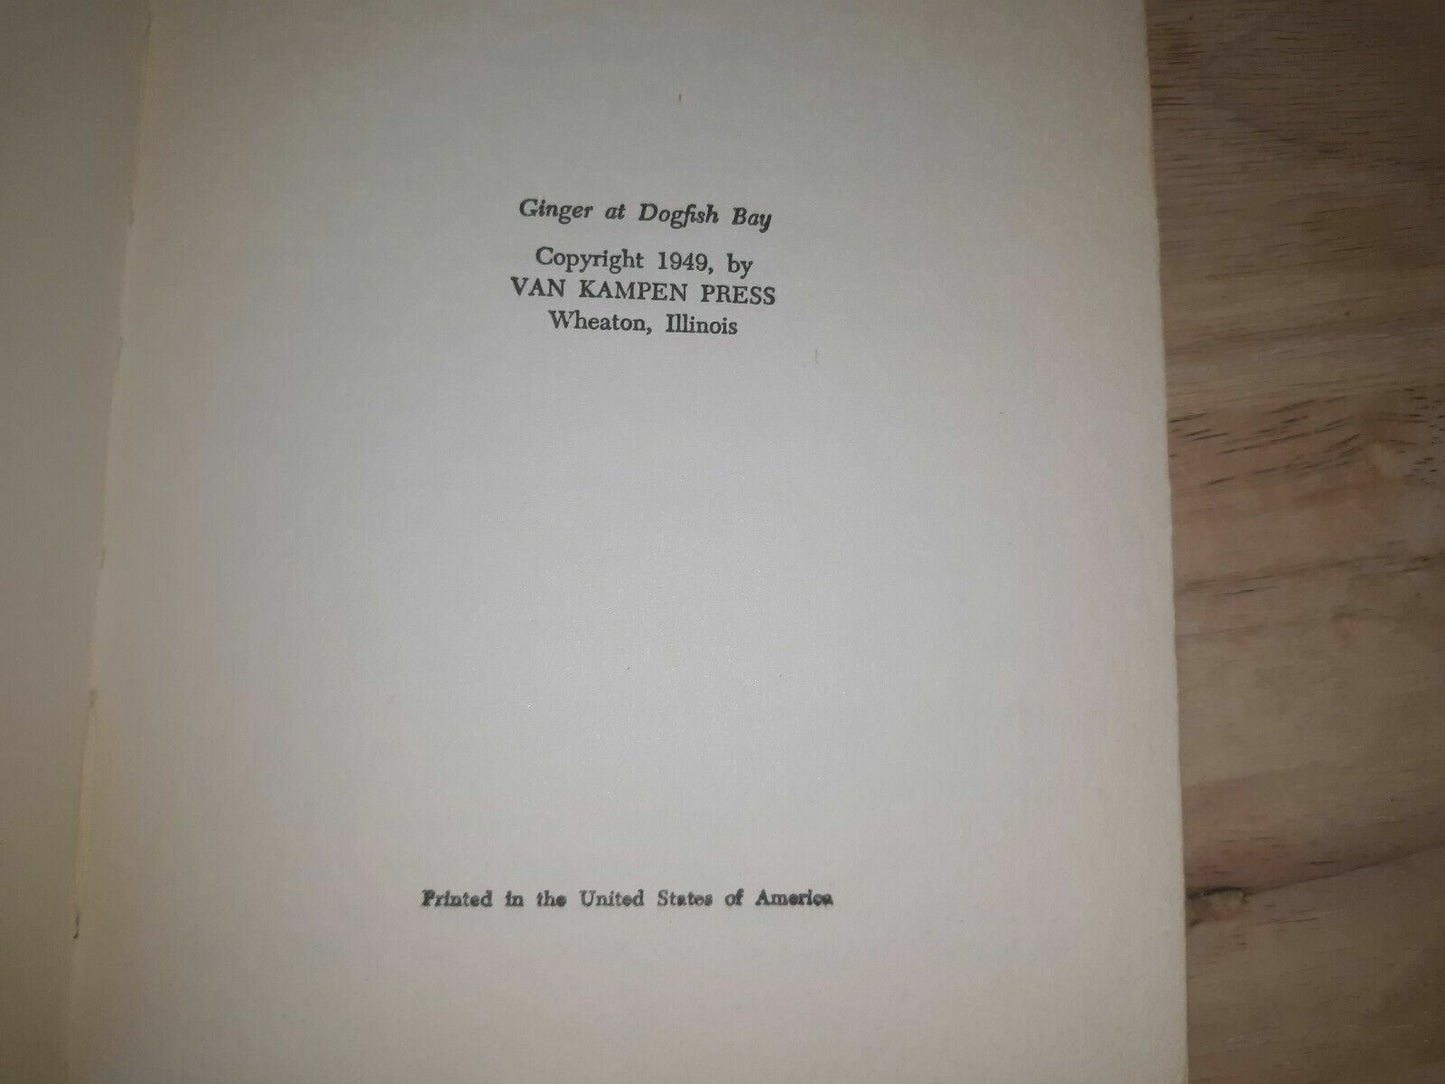 Ginger at Dogfish Bay
Copyright 1949, by
VAN KAMPEN PRESS
Wheaton, Illinois
Printed in the United States of America